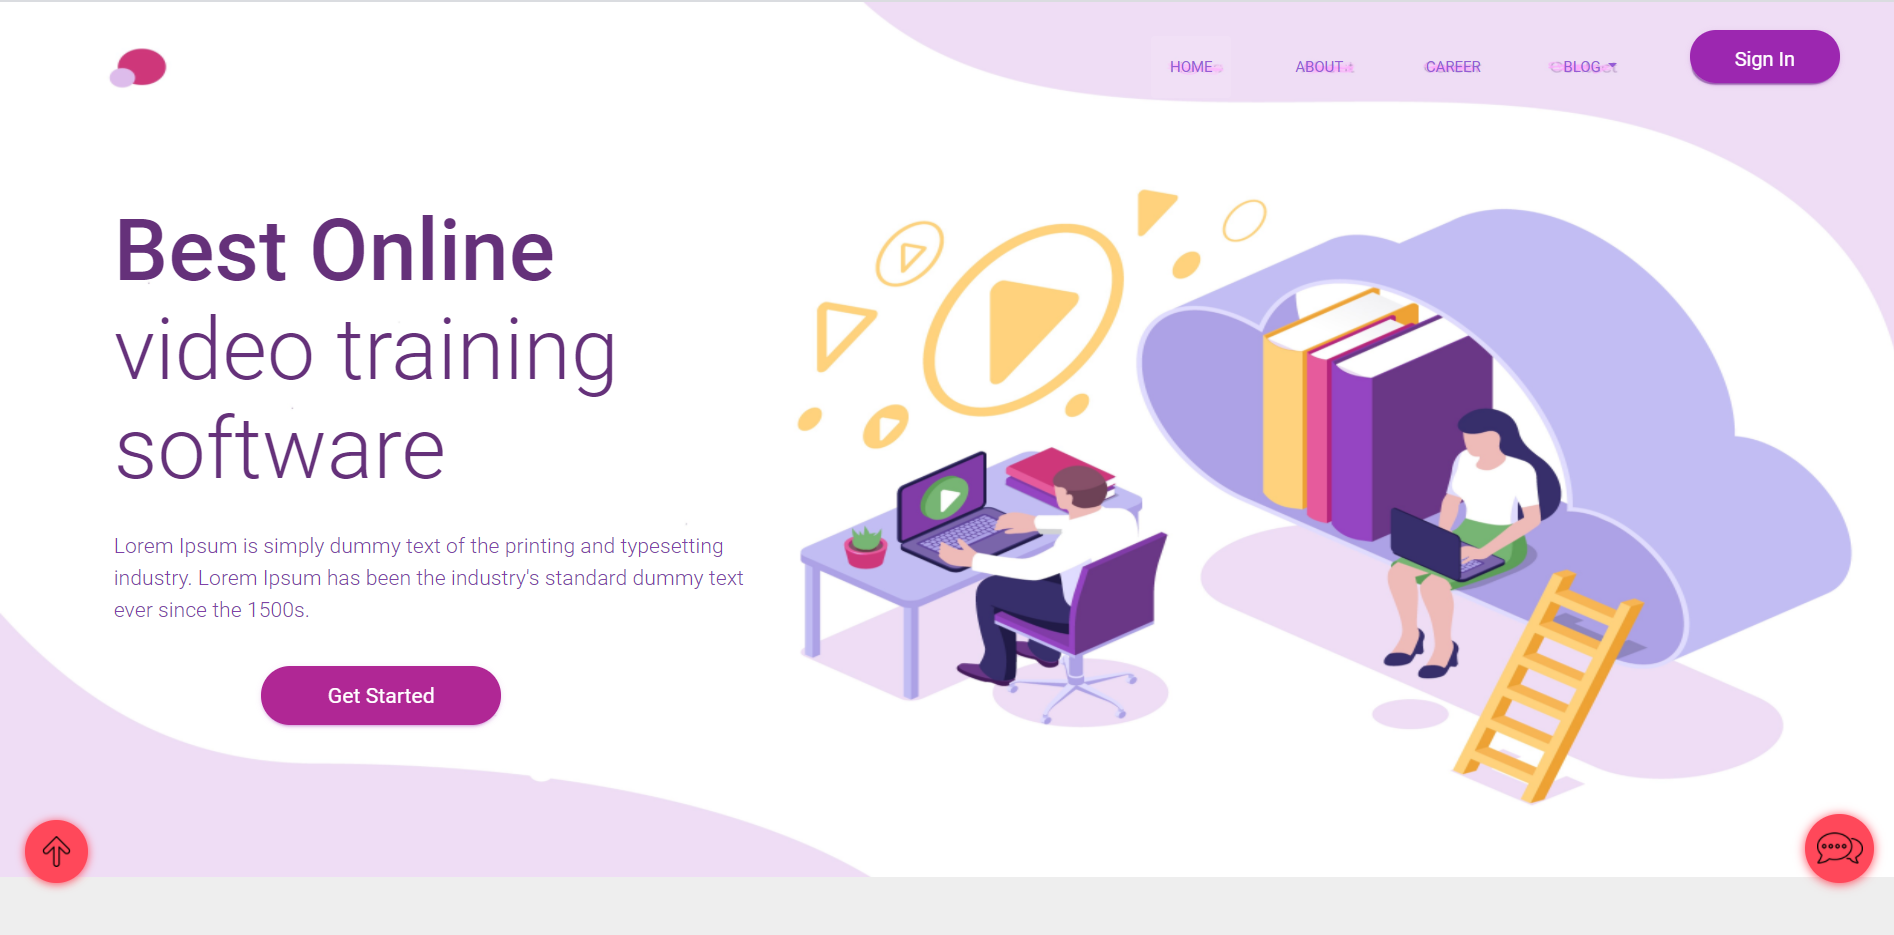 HOME
ABOUT
CAREER
BLOG
Sign In
Best Online
video training
software
Lorem Ipsum is simply dummy text of the printing and typesetting
industry. Lorem Ipsum has been the industry's standard dummy text
ever since the 1500s.
Get Started